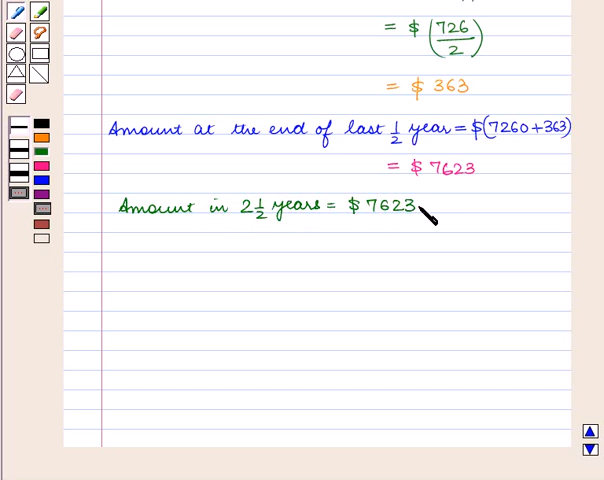 = $ (726/2)
= $ 363
Amount at the end of last 1/2 year = $(7260+363)
= $ 7623
Amount in 2 1/2 years = $ 7623